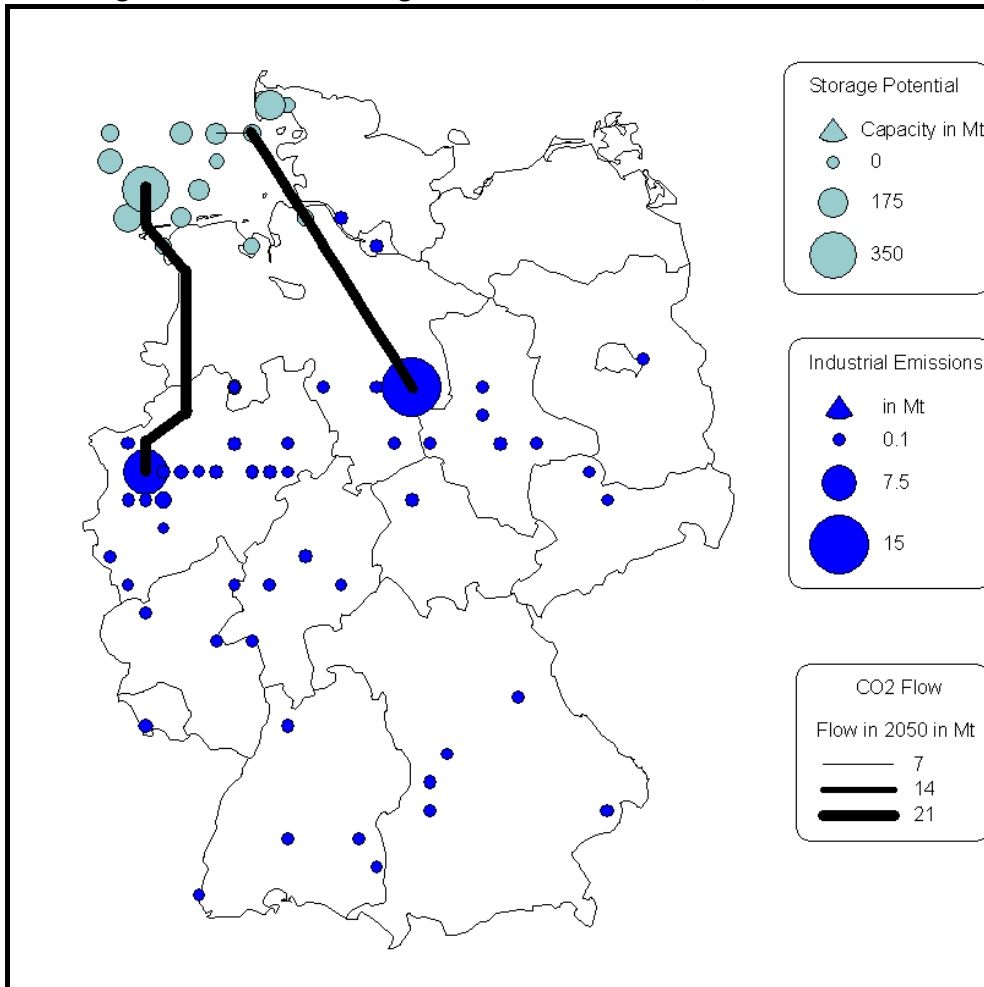 Storage Potential
Capacity in Mt
0
175
350
Industrial Emissions
in Mt
0.1
7.5
15
CO2 Flow
Flow in 2050 in Mt
7
14
21